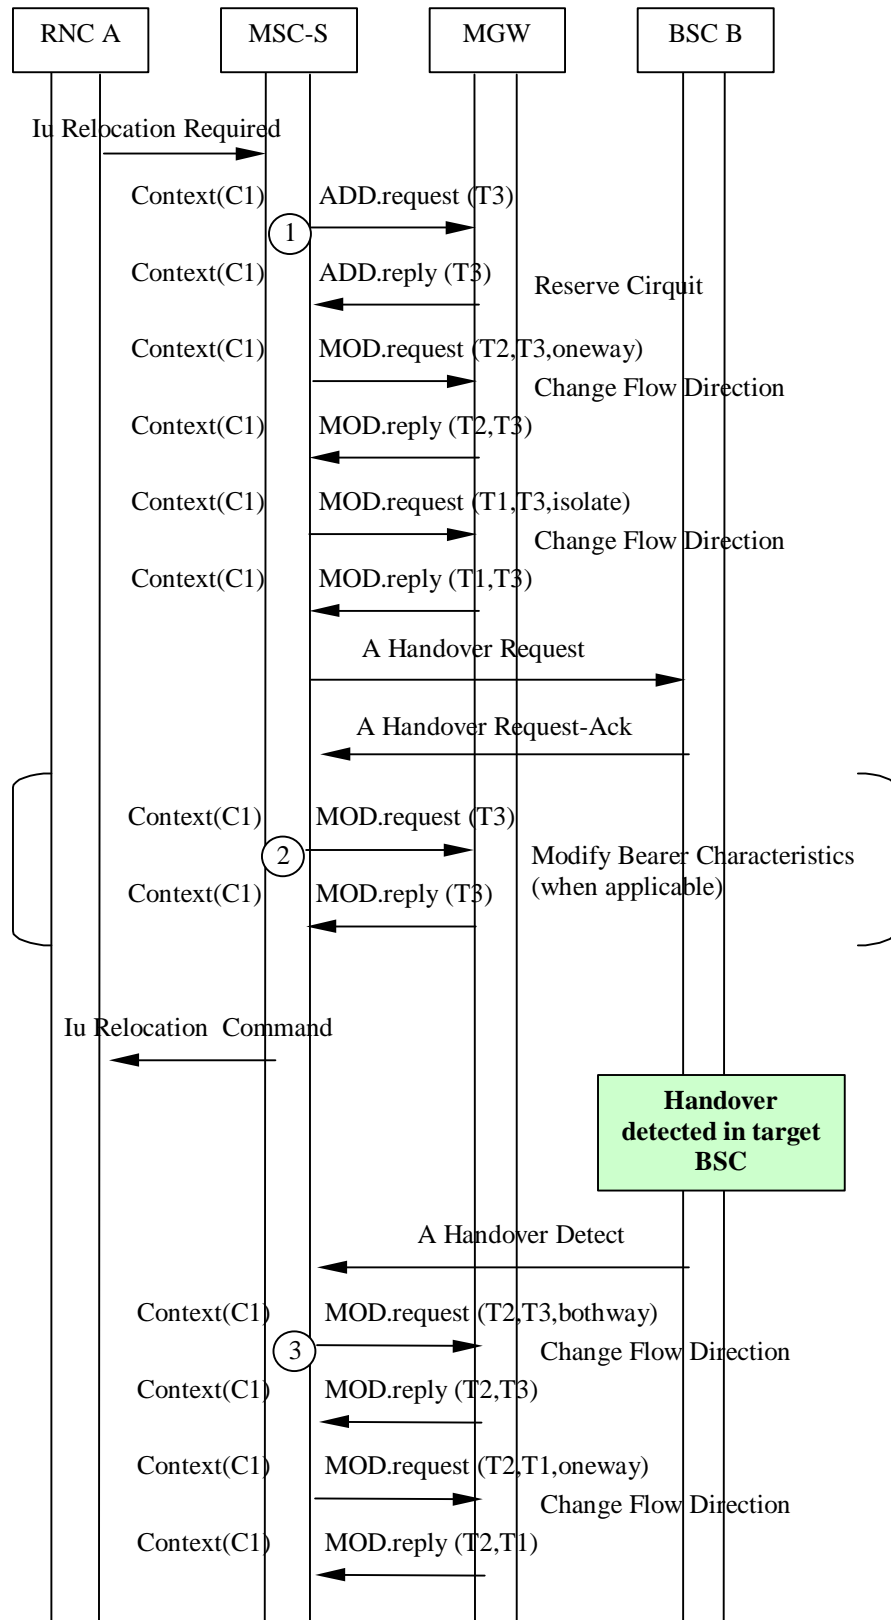 RNC A MSC-S MGW BSC B
Iu Relocation Required
Context(C1) ADD.request (T3)
1
Context(C1) ADD.reply (T3)
Reserve Cirquit
Context(C1) MOD.request (T2,T3,oneway)
Change Flow Direction
Context(C1) MOD.reply (T2,T3)
Context(C1) MOD.request (T1,T3,isolate)
Change Flow Direction
Context(C1) MOD.reply (T1,T3)
A Handover Request
A Handover Request-Ack
Context(C1) MOD.request (T3)
2
Modify Bearer Characteristics
(when applicable)
Context(C1) MOD.reply (T3)
Iu Relocation Command
Handover
detected in target
BSC
A Handover Detect
Context(C1) MOD.request (T2,T3,bothway)
3
Change Flow Direction
Context(C1) MOD.reply (T2,T3)
Context(C1) MOD.request (T2,T1,oneway)
Change Flow Direction
Context(C1) MOD.reply (T2,T1)